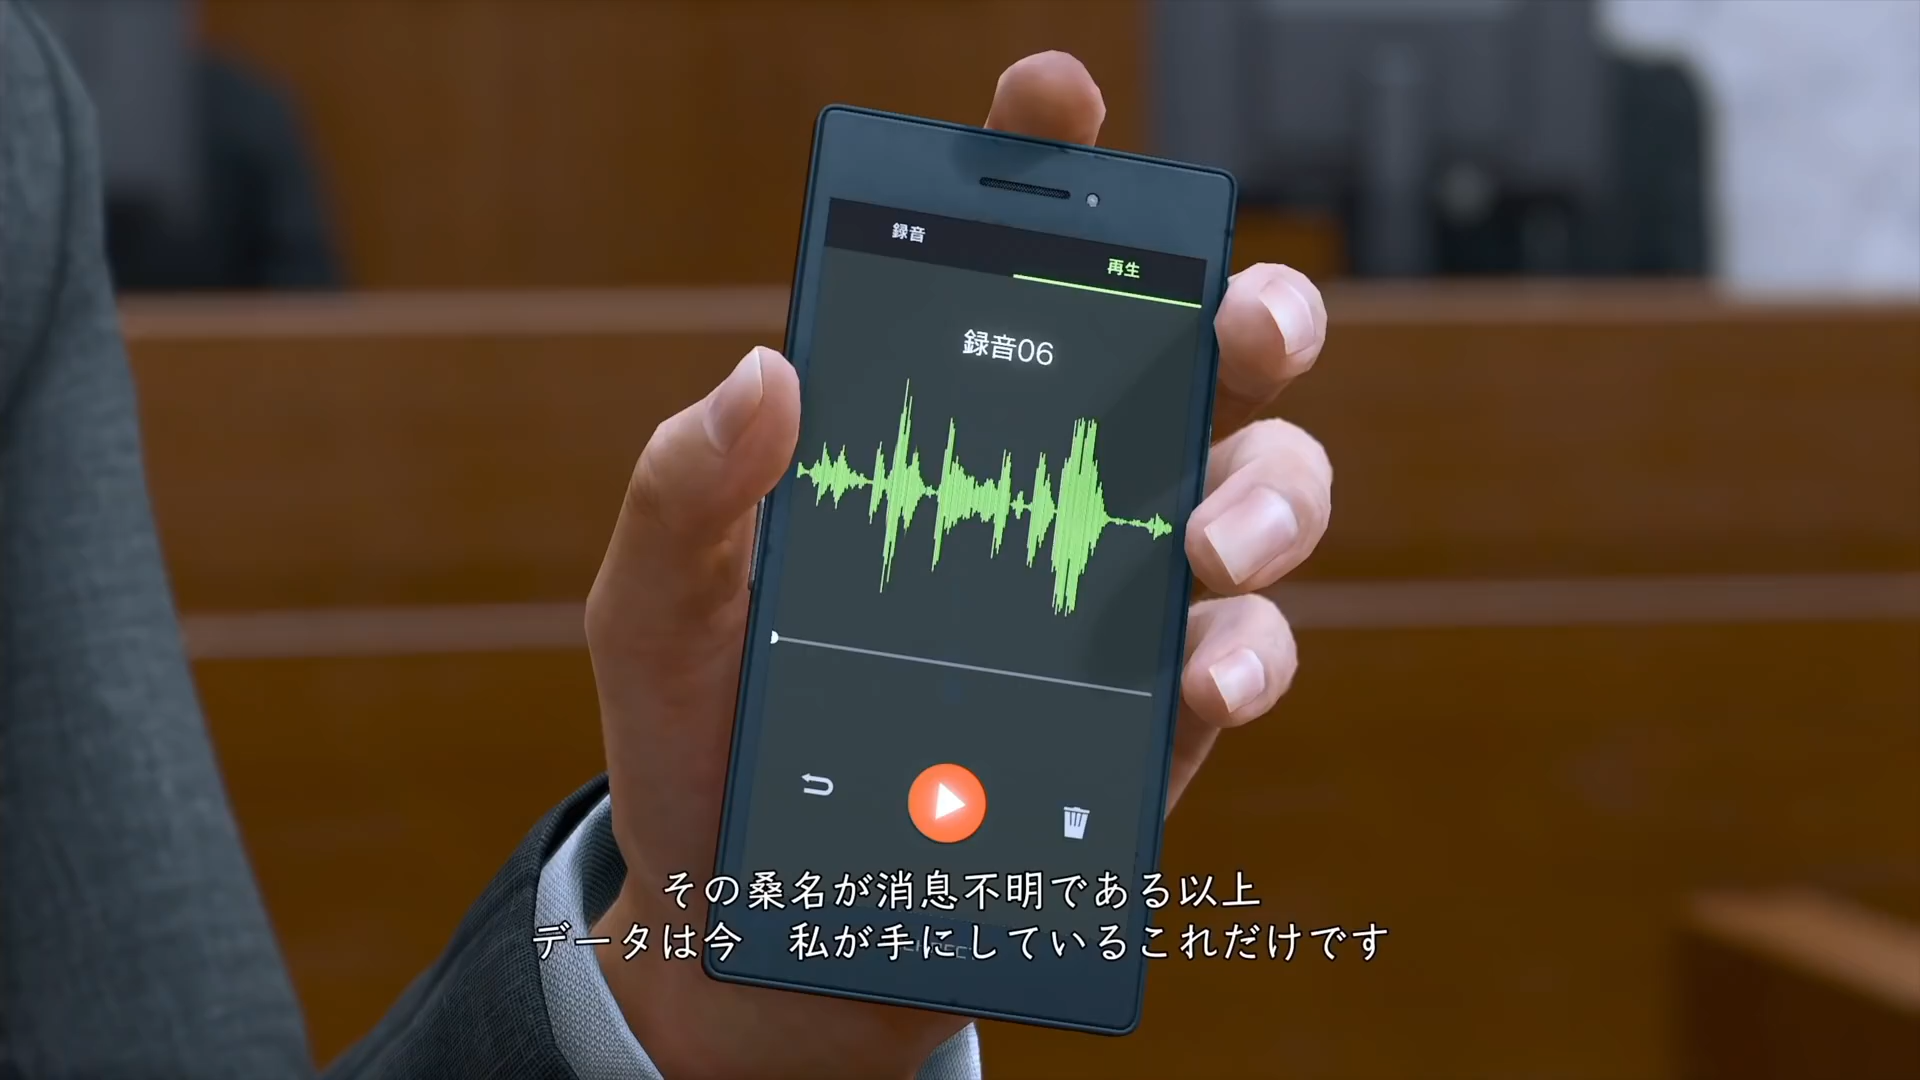 録音
再生
録音06
その桑名が消息不明である以上
データは今　私が手にしているこれだけです